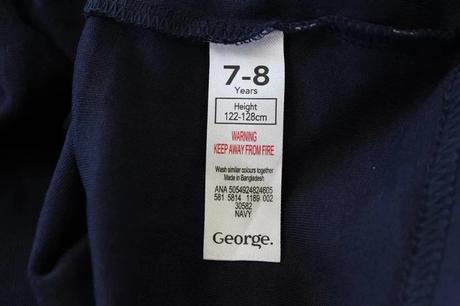 7-8
Years
Height
122-128cm
WARNING
KEEP AWAY FROM FIRE
Wash similar colours together
Made in Bangladesh
ANA 5054924824605
581 5814 1189 002
30582
NAVY
George.